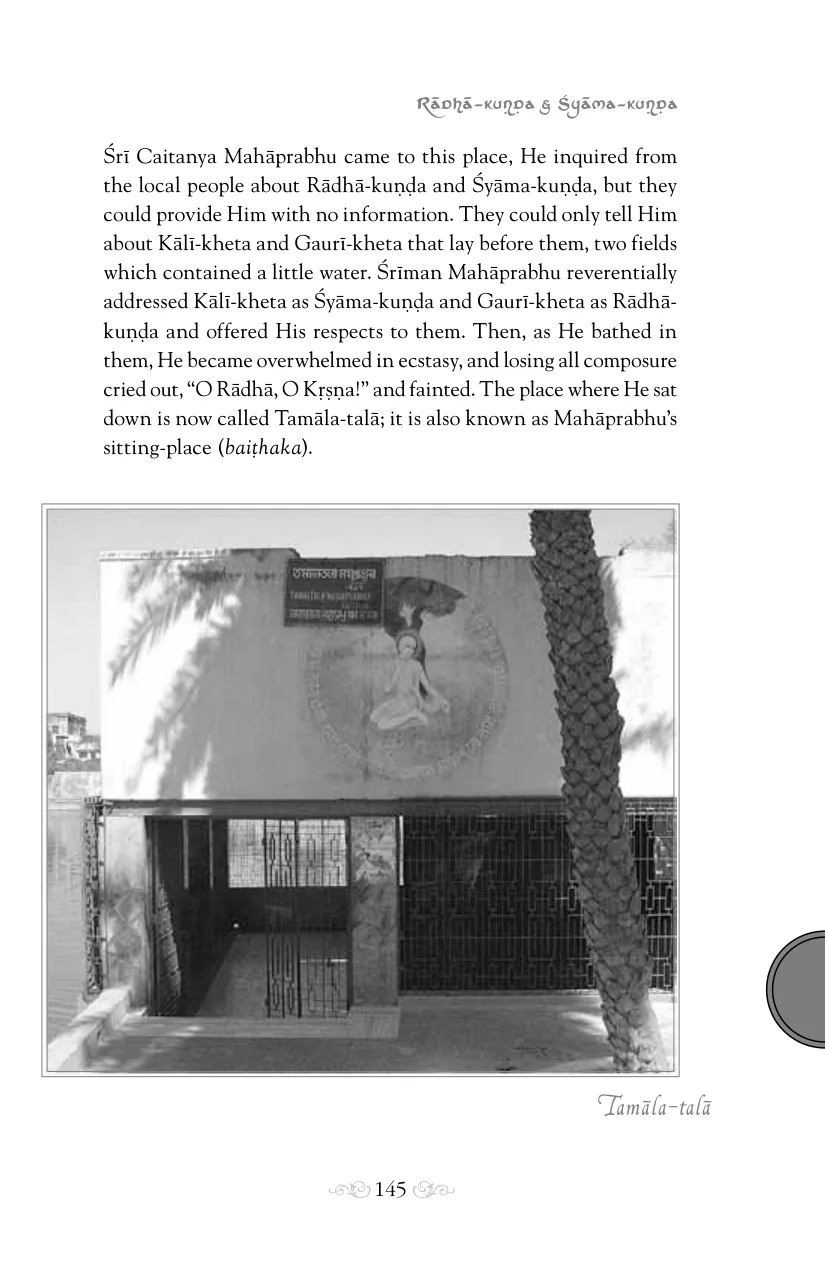 Rādhā-kuṇḍa & Śyāma-kuṇḍa
Śrī Caitanya Mahāprabhu came to this place, He inquired from
the local people about Rādhā-kuṇḍa and Śyāma-kuṇḍa, but they
could provide Him with no information. They could only tell Him
about Kālī-kheta and Gaurī-kheta that lay before them, two fields
which contained a little water. Śrīman Mahāprabhu reverentially
addressed Kālī-kheta as Śyāma-kuṇḍa and Gaurī-kheta as Rādhā-
kuṇḍa and offered His respects to them. Then, as He bathed in
them, He became overwhelmed in ecstasy, and losing all composure
cried out, “O Rādhā, O Kṛṣṇa!” and fainted. The place where He sat
down is now called Tamāla-talā; it is also known as Mahāprabhu’s
sitting-place (baiṭhaka).
Tamāla-talā
145